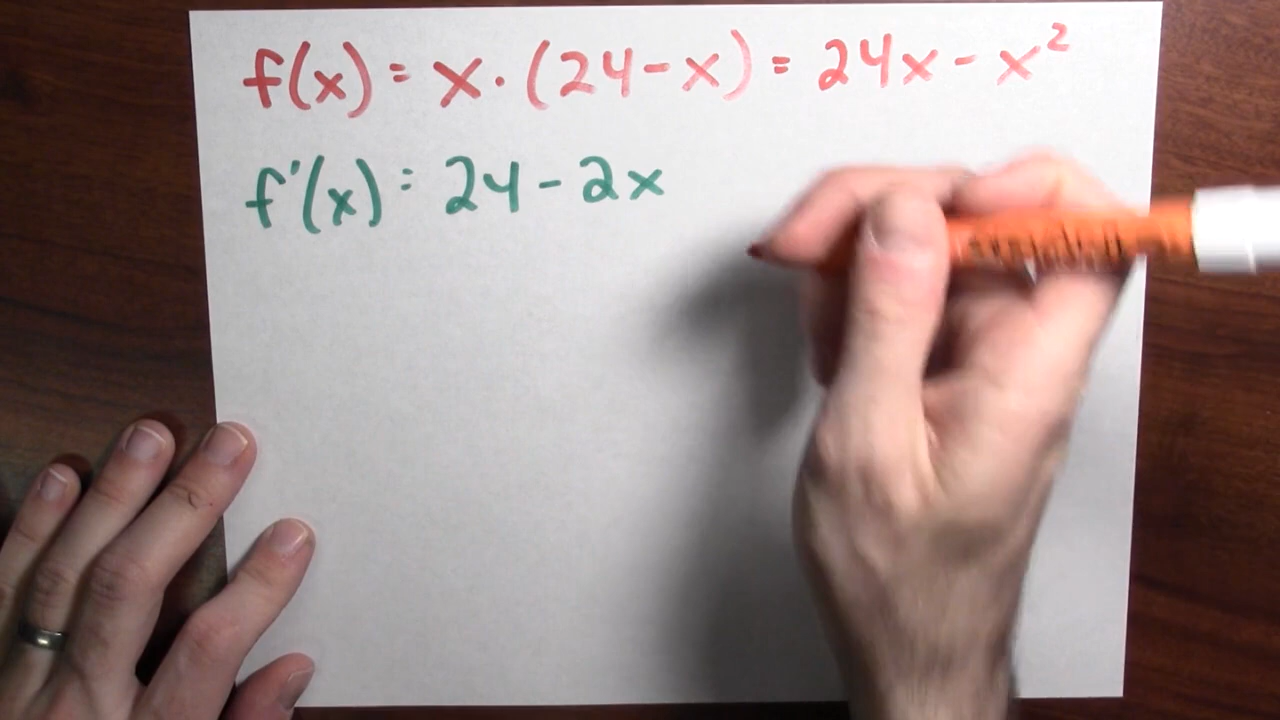 f(x) = x · (24 - x) = 24x - x²
f'(x) = 24 - 2x